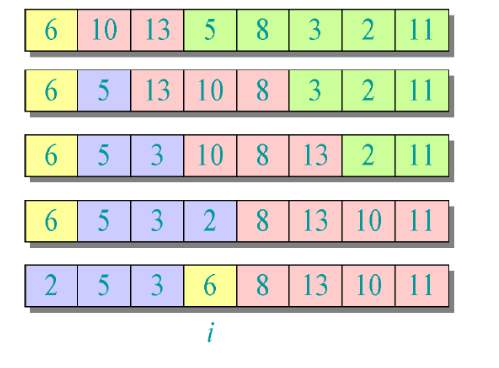 6 10 13 5 8 3 2 11
6 5 13 10 8 3 2 11
6 5 3 10 8 13 2 11
6 5 3 2 8 13 10 11
2 5 3 6 8 13 10 11
i